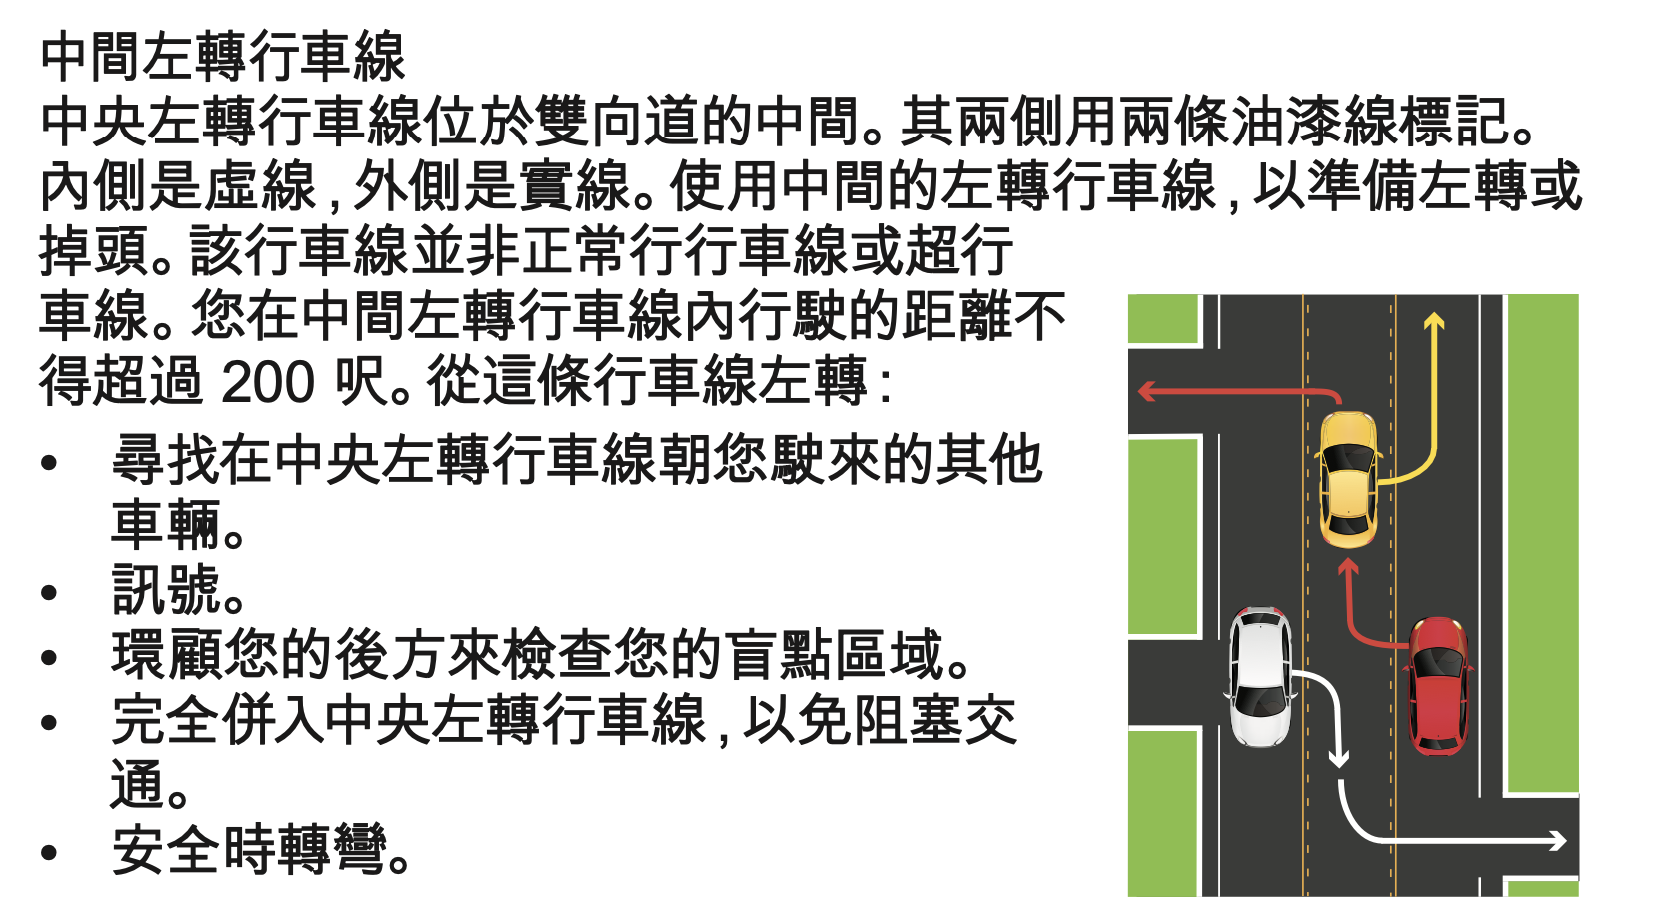 中間左轉行車線
中央左轉行車線位於雙向道的中間。其兩側用兩條油漆線標記。
內側是虛線,外側是實線。使用中間的左轉行車線,以準備左轉或
掉頭。該行車線並非正常行行車線或超行
車線。您在中間左轉行車線內行駛的距離不
得超過 200 呎。從這條行車線左轉:
• 尋找在中央左轉行車線朝您駛來的其他
車輛。
• 訊號。
• 環顧您的後方來檢查您的盲點區域。
• 完全併入中央左轉行車線,以免阻塞交
通。
• 安全時轉彎。